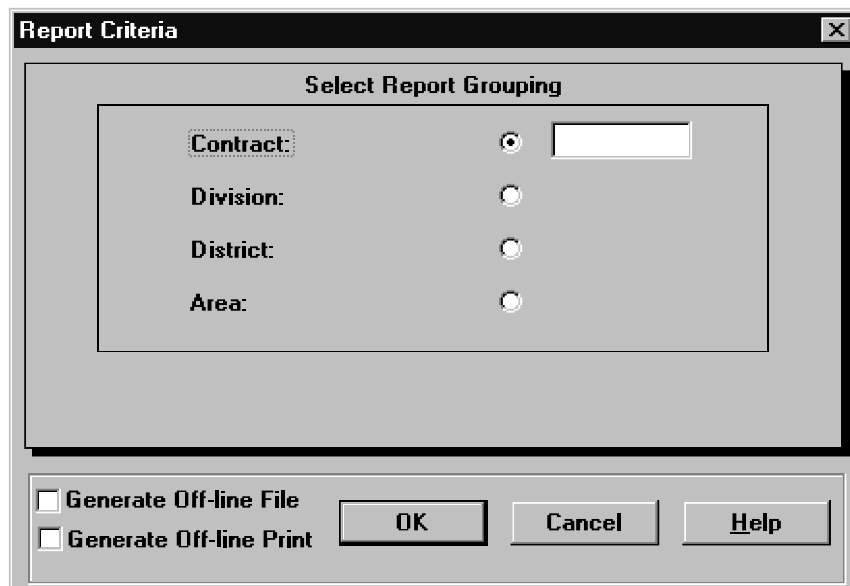 Report Criteria
Select Report Grouping
Contract:
Division:
District:
Area:
Generate Off-line File
Generate Off-line Print
OK
Cancel
Help